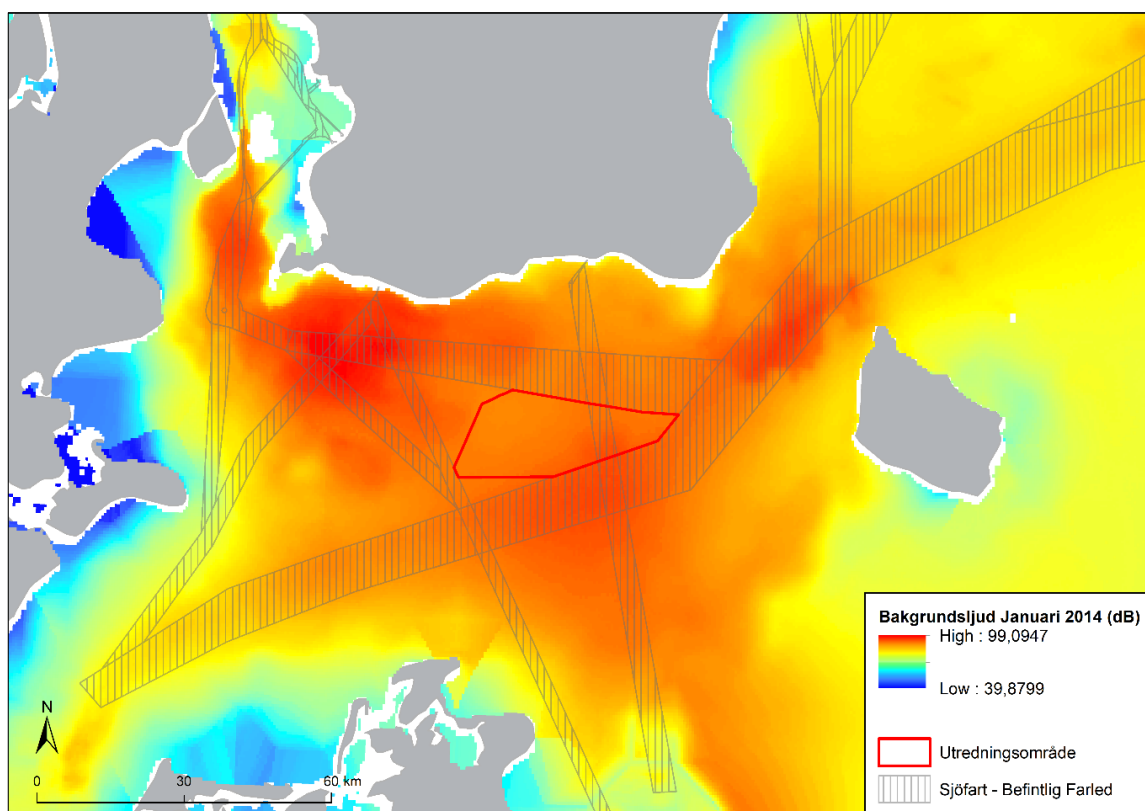 Bakgrundsljud Januari 2014 (dB)
High : 99,0947
Low : 39,8799
Utredningsområde
Sjöfart - Befintlig Farled
N
0 30 60 km